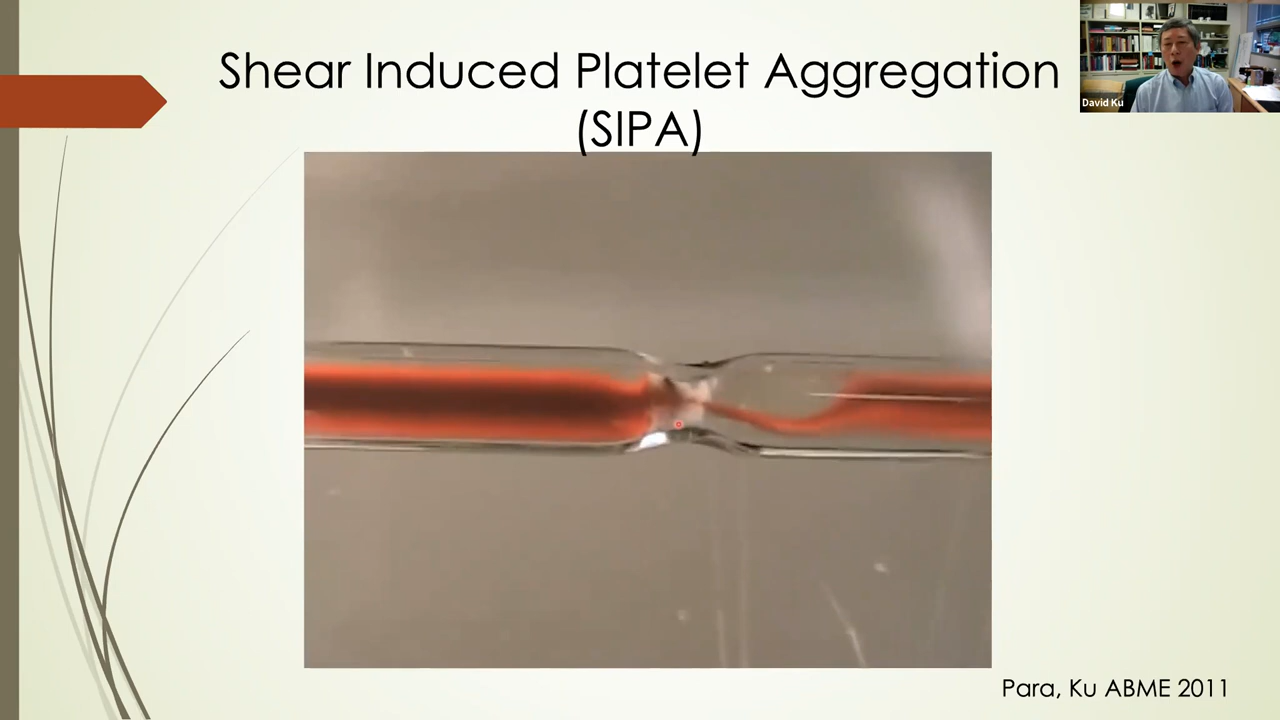 Shear Induced Platelet Aggregation
(SIPA)
David Ku
Para, Ku ABME 2011